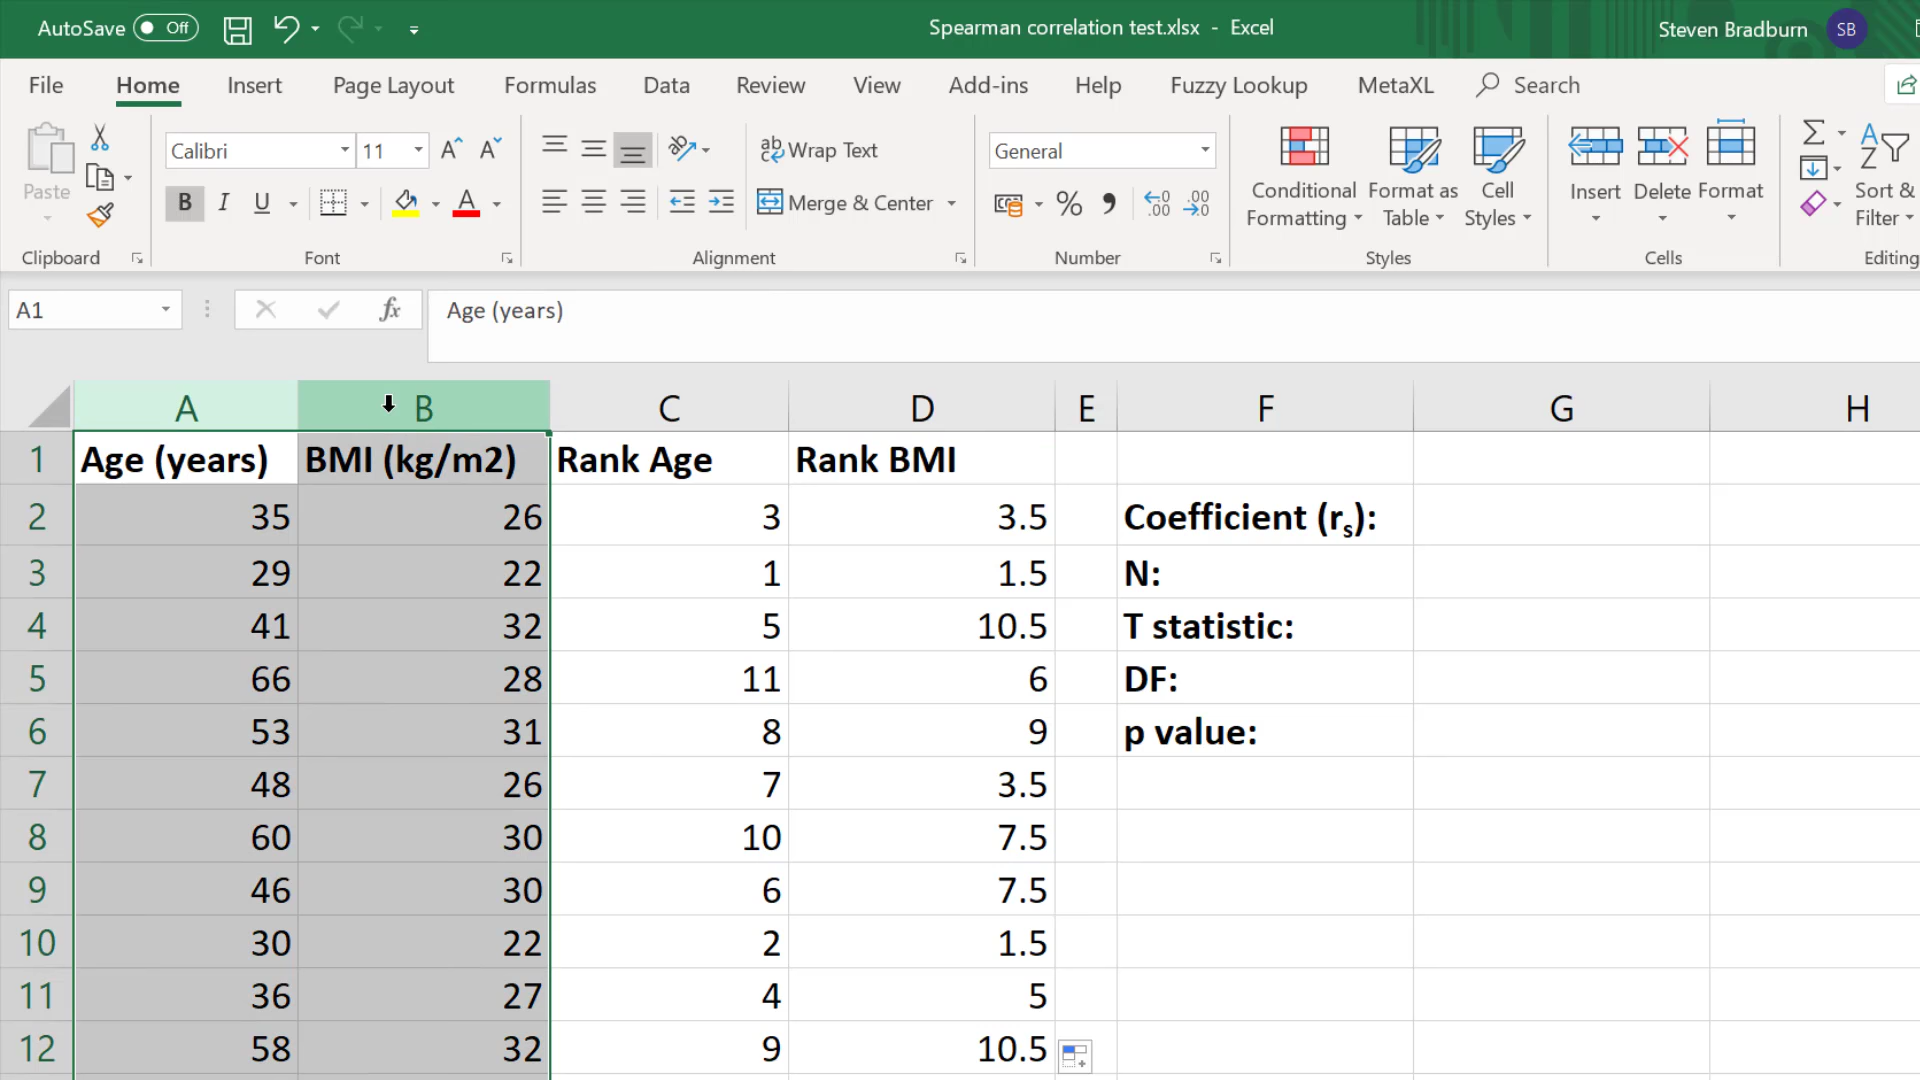 AutoSave Off Spearman correlation test.xlsx - Excel Steven Bradburn SB
File Home Insert Page Layout Formulas Data Review View Add-ins Help Fuzzy Lookup MetaXL Search
Paste
Calibri 11
B I U
Wrap Text
Merge & Center
General
% .00 .00
Conditional Formatting
Format as Table
Cell Styles
Insert Delete Format
Sort & Filter
Clipboard Font Alignment Number Styles Cells Editing
A1 fx Age (years)
A B C D E F G H
1 Age (years) BMI (kg/m2) Rank Age Rank BMI
2 35 26 3 3.5 Coefficient (rs):
3 29 22 1 1.5 N:
4 41 32 5 10.5 T statistic:
5 66 28 11 6 DF:
6 53 31 8 9 p value:
7 48 26 7 3.5
8 60 30 10 7.5
9 46 30 6 7.5
10 30 22 2 1.5
11 36 27 4 5
12 58 32 9 10.5